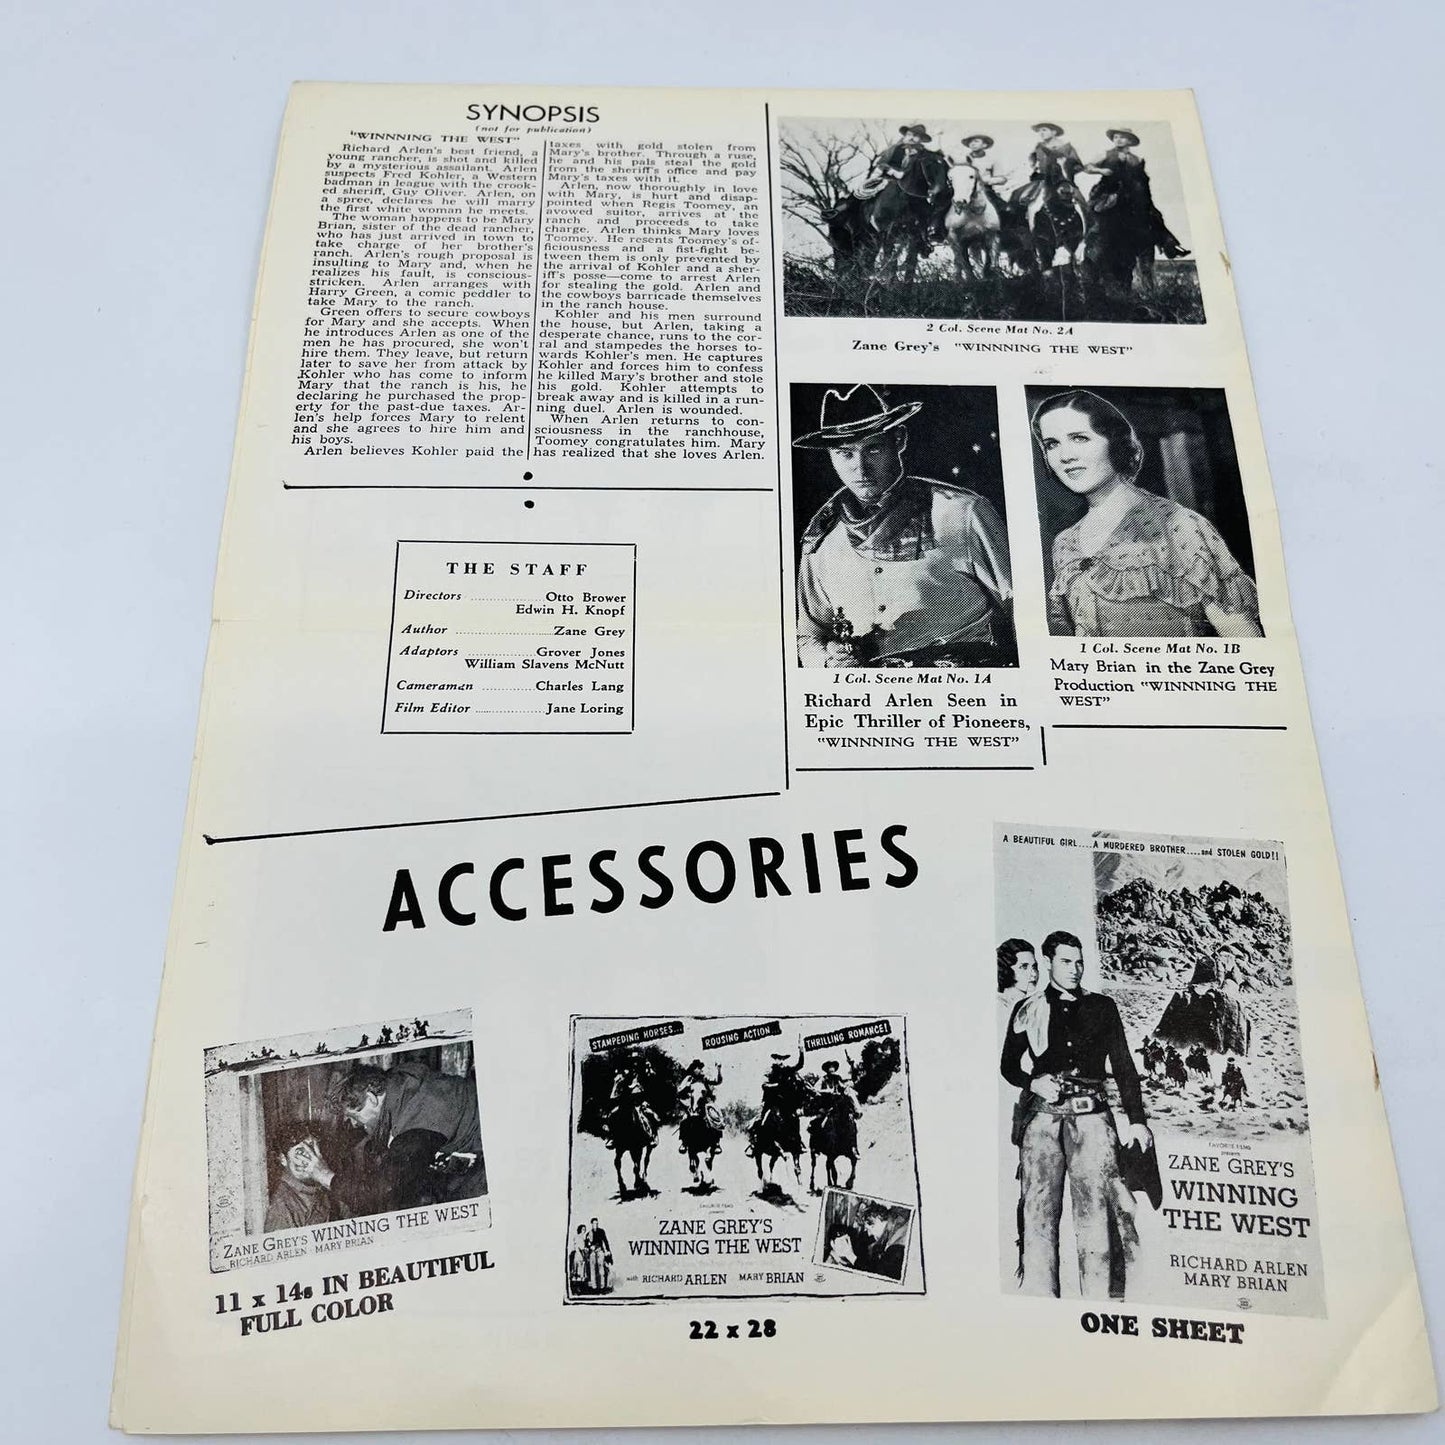 SYNOPSIS
(not for publication)
"WINNNING THE WEST"
Richard Arlen's best friend, a
young rancher, is shot and killed
by a mysterious assailant. Arlen
suspects Fred Kohler, a Western
badman in league with the crook-
ed sheriff, Guy Oliver. Arlen, on
a spree, declares he will marry
the first white woman he meets.
The woman happens to be Mary
Brian, sister of the dead rancher,
who has just arrived in town to
take charge of her brother's
ranch. Arlen's rough proposal is
insulting to Mary and, when he
realizes his fault, is conscious-
stricken. Arlen arranges with
Harry Green, a comic peddler to
take Mary to the ranch.
Green offers to secure cowboys
for Mary and she accepts. When
he introduces Arlen as one of the
men he has procured, she won't
hire them. They leave, but return
later to save her from attack by
Kohler who has come to inform
Mary that the ranch is his, he
declaring he purchased the prop-
erty for the past-due taxes. Ar-
len's help forces Mary to relent
and she agrees to hire him and
his boys.
Arlen believes Kohler paid the
taxes with gold stolen from
Mary's brother. Through a ruse,
he and his pals steal the gold
from the sheriff's office and pay
Mary's taxes with it.
Arlen, now thoroughly in love
with Mary, is hurt and disap-
pointed when Regis Toomey, an
avowed suitor, arrives at the
ranch and proceeds to take
charge. Arlen thinks Mary loves
Toomey. He resents Toomey's of-
ficiousness and a fist-fight be-
tween them is only prevented by
the arrival of Kohler and a sher-
iff's posse—come to arrest Arlen
for stealing the gold. Arlen and
the cowboys barricade themselves
in the ranch house.
Kohler and his men surround
the house, but Arlen, taking a
desperate chance, runs to the cor-
ral and stampedes the horses to-
wards Kohler's men. He captures
Kohler and forces him to confess
he killed Mary's brother and stole
his gold. Kohler attempts to
break away and is killed in a run-
ning duel. Arlen is wounded.
When Arlen returns to con-
sciousness in the ranchhouse,
Toomey congratulates him. Mary
has realized that she loves Arlen.
2 Col. Scene Mat No. 2A
Zane Grey's "WINNNING THE WEST"
1 Col. Scene Mat No. 1A
Richard Arlen Seen in
Epic Thriller of Pioneers,
"WINNNING THE WEST"
1 Col. Scene Mat No. 1B
Mary Brian in the Zane Grey
Production "WINNNING THE
WEST"
THE STAFF
Directors Otto Brower
Edwin H. Knopf
Author Zane Grey
Adaptors Grover Jones
William Slavens McNutt
Cameraman Charles Lang
Film Editor Jane Loring
ACCESSORIES
ZANE GREY'S WINNING THE WEST
RICHARD ARLEN MARY BRIAN
11 x 14s IN BEAUTIFUL
FULL COLOR
STAMPEDING HORSES...
ROUSING ACTION...
THRILLING ROMANCE!
FAVORITE FILMS
ZANE GREY'S
WINNING THE WEST
with RICHARD ARLEN MARY BRIAN
22 x 28
A BEAUTIFUL GIRL....A MURDERED BROTHER....and STOLEN GOLD!!
FAVORITE FILMS
presents
ZANE GREY'S
WINNING
THE WEST
RICHARD ARLEN
MARY BRIAN
ONE SHEET